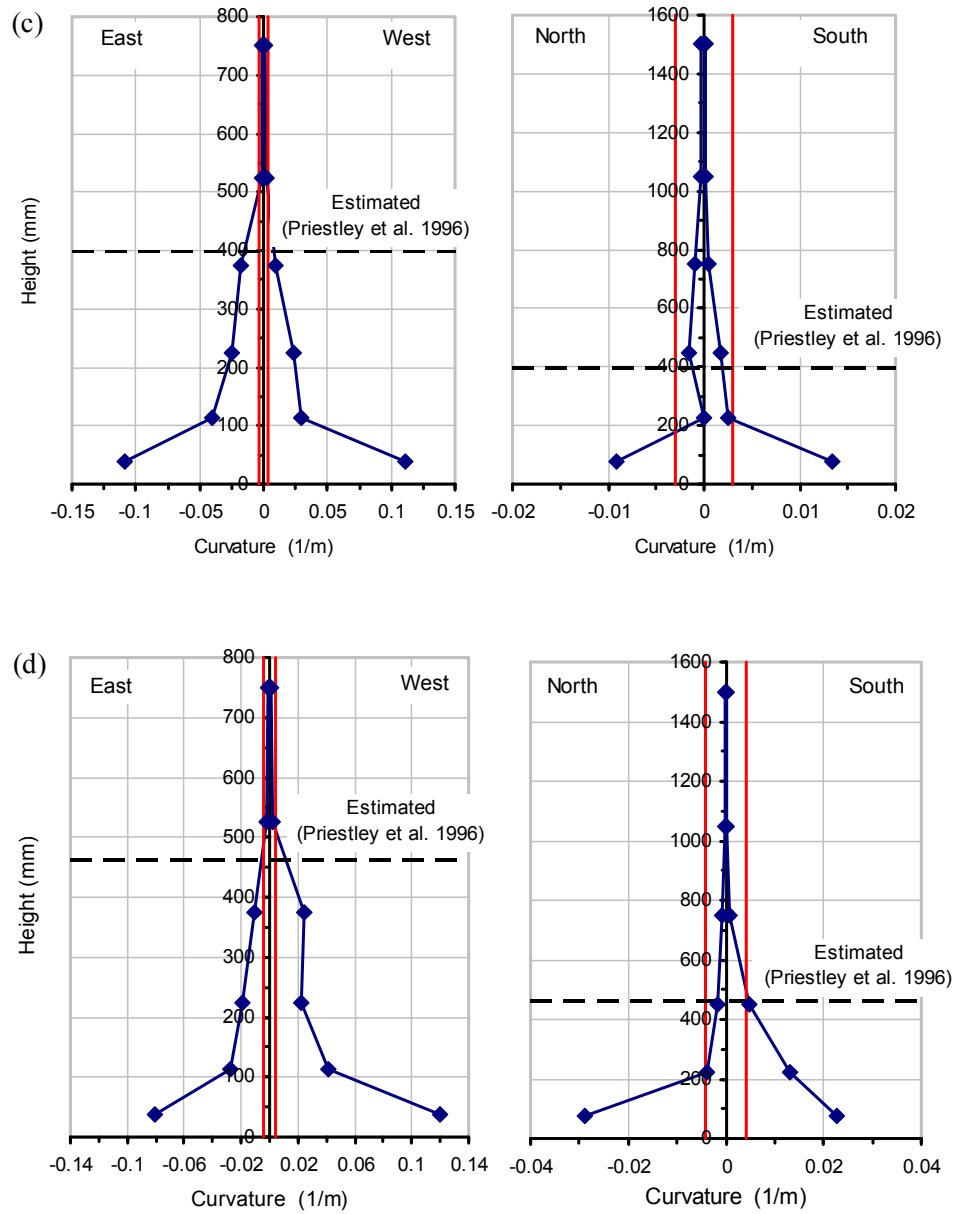 (c)
East
West
800
700
600
500
400
300
200
100
0
Estimated
(Priestley et al. 1996)
Height (mm)
-0.15
-0.1
-0.05
0
0.05
0.1
0.15
Curvature (1/m)
North
South
1600
1400
1200
1000
800
600
400
200
0
Estimated
(Priestley et al. 1996)
-0.02
-0.01
0
0.01
0.02
Curvature (1/m)
(d)
East
West
800
700
600
500
400
300
200
100
0
Estimated
(Priestley et al. 1996)
Height (mm)
-0.14
-0.1
-0.06
-0.02
0.02
0.06
0.1
0.14
Curvature (1/m)
North
South
1600
1400
1200
1000
800
600
400
200
0
Estimated
(Priestley et al. 1996)
-0.04
-0.02
0
0.02
0.04
Curvature (1/m)